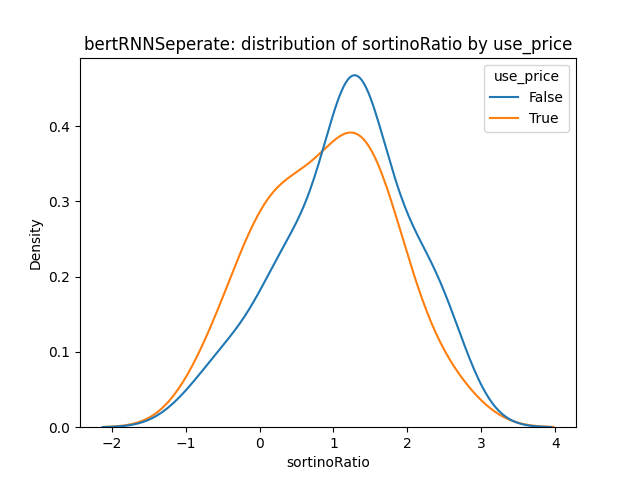 bertRNNSeperate: distribution of sortinoRatio by use_price
use_price
False
True
Density
0.4
0.3
0.2
0.1
0.0
−2
−1
0
1
2
3
4
sortinoRatio